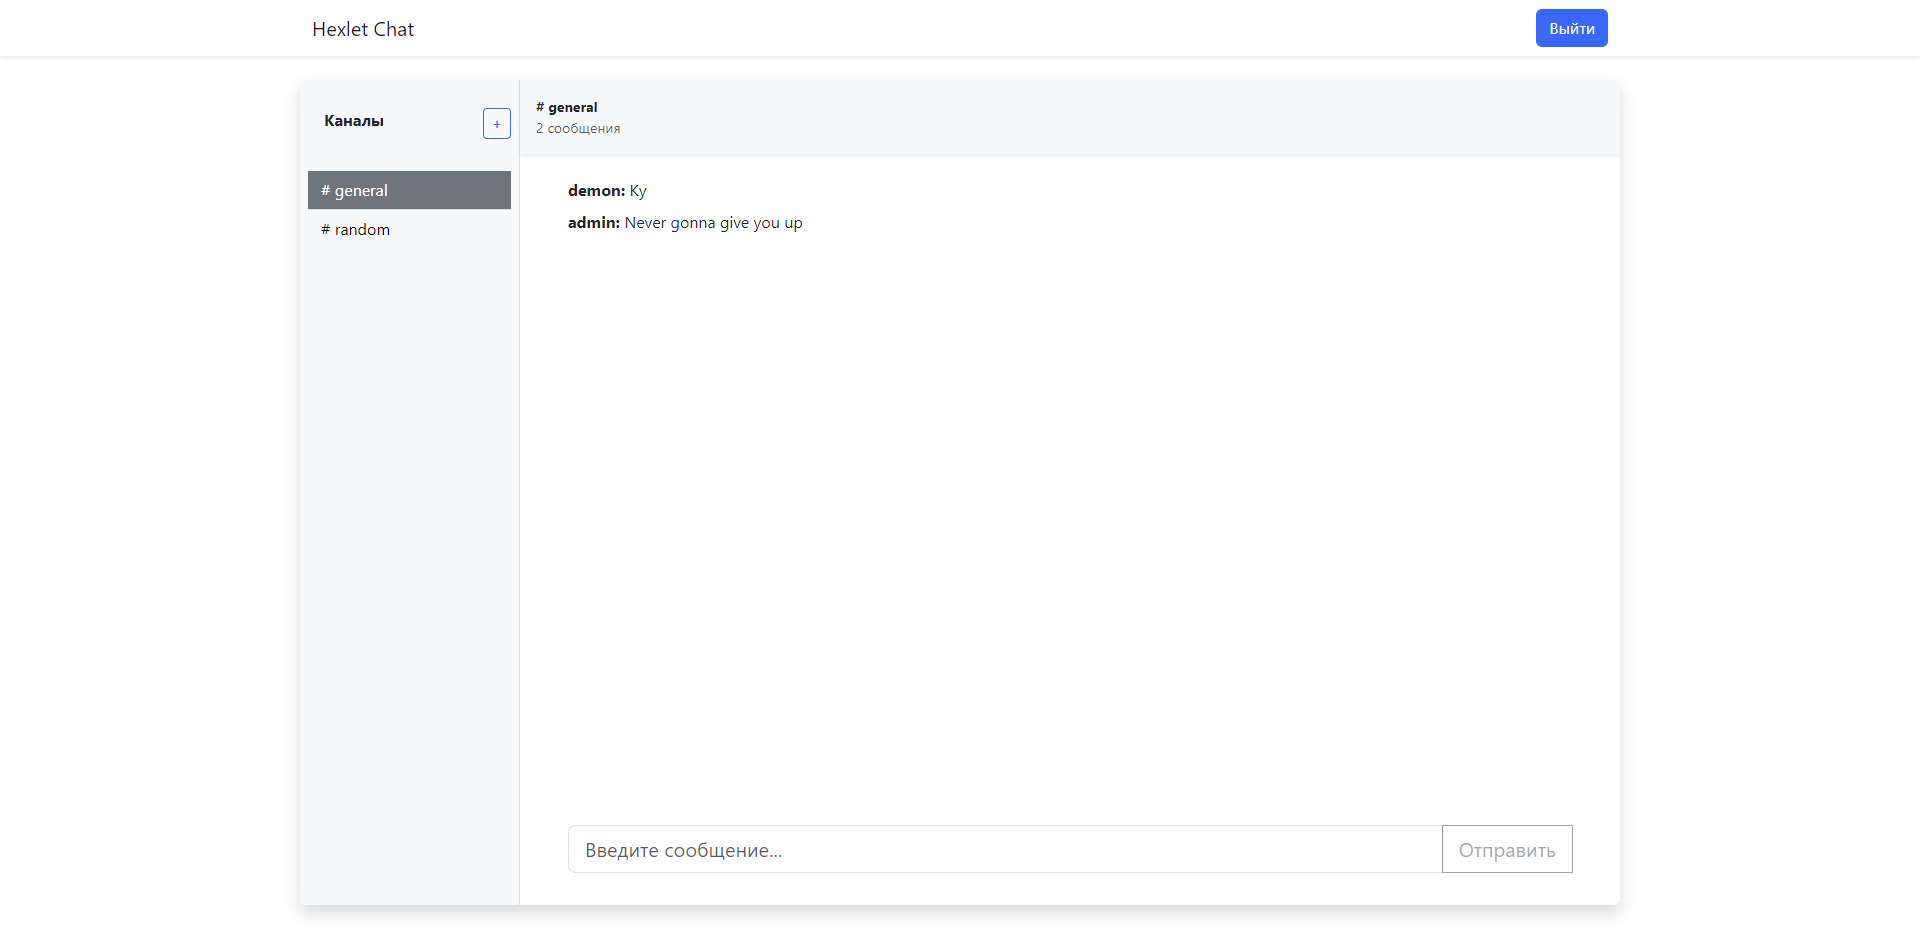 Hexlet Chat
Выйти
Каналы
+
# general
# random
# general
2 сообщения
demon: Ку
admin: Never gonna give you up
Введите сообщение...
Отправить